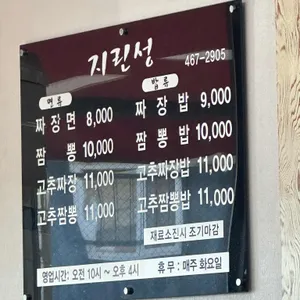 지린성 467-2905
면류 밥류
짜장면 8,000 짜장밥 9,000
짬뽕 10,000 짬뽕밥 10,000
고추짜장 11,000 고추짜장밥 11,000
고추짬뽕 11,000 고추짬뽕밥 11,000
재료소진시 조기마감
영업시간: 오전 10시 ~ 오후 4시 휴무 : 매주 화요일